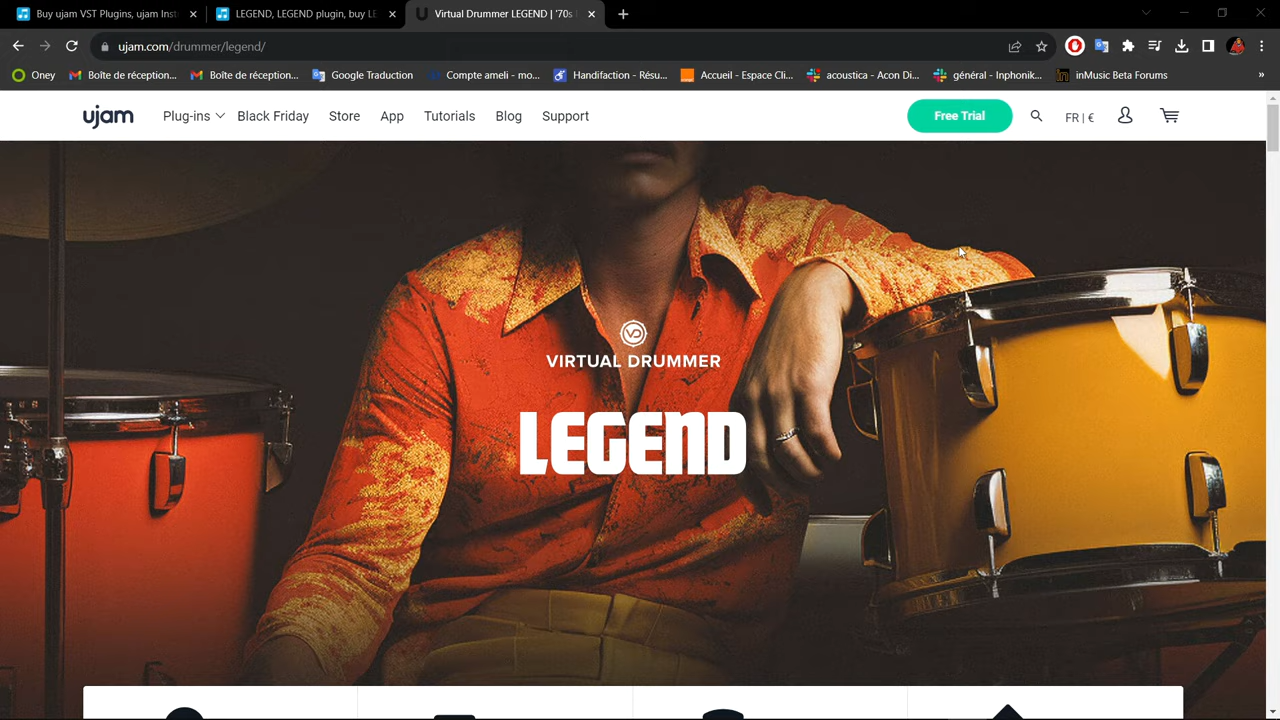 Buy ujam VST Plugins, ujam Inst
LEGEND, LEGEND plugin, buy LE
Virtual Drummer LEGEND | '70s
ujam.com/drummer/legend/
Oney
Boîte de réception...
Boîte de réception...
Google Traduction
Compte ameli - mo...
Handifaction - Résu...
Accueil - Espace Cli...
acoustica - Acon Di...
général - Inphonik...
inMusic Beta Forums
»
ujam
Plug-ins
Black Friday
Store
App
Tutorials
Blog
Support
Free Trial
FR | €
VD
VIRTUAL DRUMMER
LEGEND